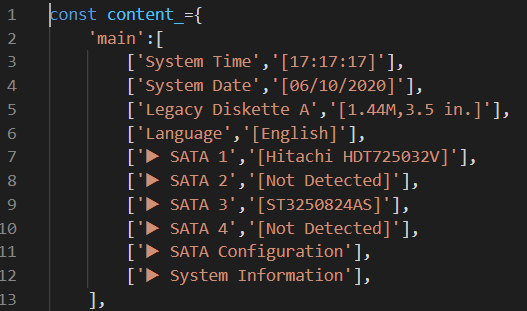 1 const content_={
2 'main':[
3 ['System Time','[17:17:17]'],
4 ['System Date','[06/10/2020]'],
5 ['Legacy Diskette A','[1.44M,3.5 in.]'],
6 ['Language','[English]'],
7 ['▶ SATA 1','[Hitachi HDT725032V]'],
8 ['▶ SATA 2','[Not Detected]'],
9 ['▶ SATA 3','[ST3250824AS]'],
10 ['▶ SATA 4','[Not Detected]'],
11 ['▶ SATA Configuration'],
12 ['▶ System Information'],
13 ],